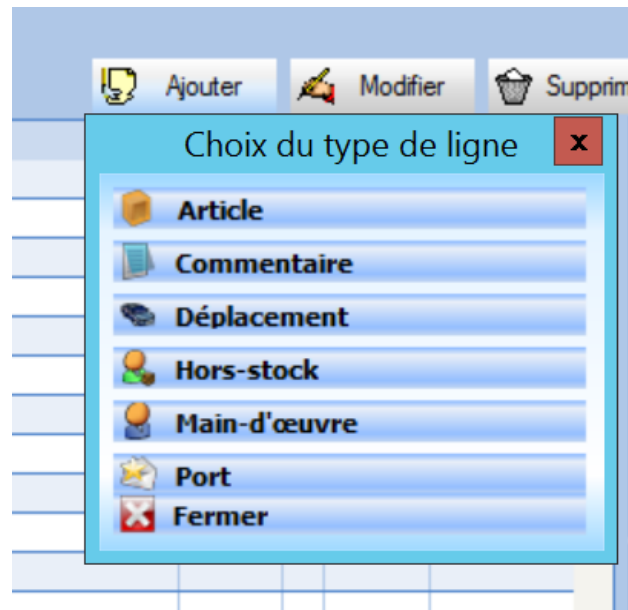 Ajouter Modifier Supprim
Choix du type de ligne x
Article
Commentaire
Déplacement
Hors-stock
Main-d'œuvre
Port
Fermer